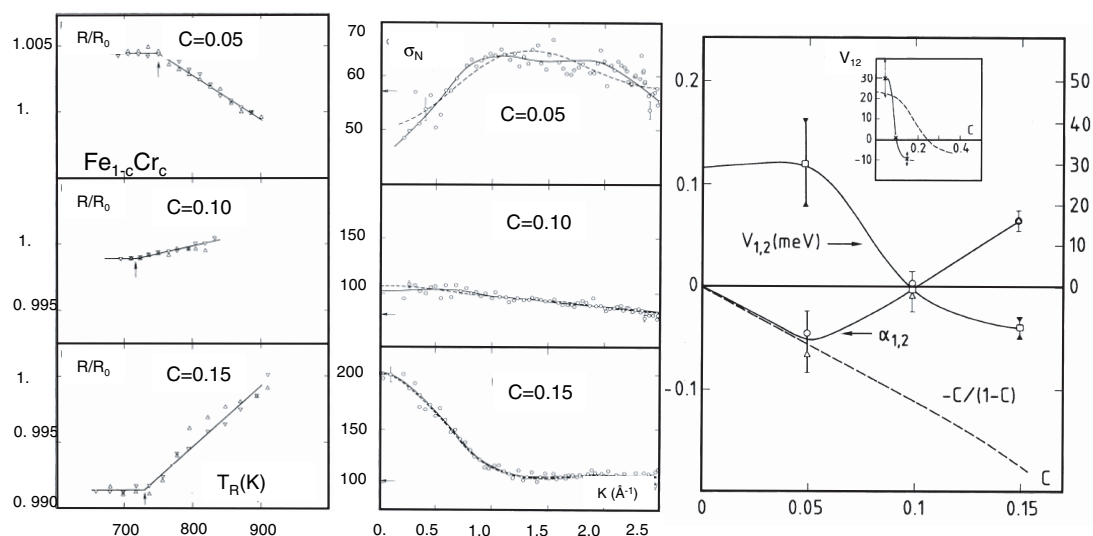 R/R₀
C=0.05
1.005
1.
Fe₁₋cCrc
R/R₀
C=0.10
1.
0.995
R/R₀
C=0.15
1.
0.995
0.990
T_R(K)
700 800 900
70
σ_N
60
C=0.05
50
C=0.10
150
100
200
C=0.15
150
100
K (Å⁻¹)
0. 0.5 1.0 1.5 2.0 2.5
0.2
0.1
0
-0.1
V₁₂
30
20
10
0
-10
0.2 0.4
C
50
40
30
20
10
0
V₁,₂(meV)
α₁,₂
-C/(1-C)
C
0 0.05 0.10 0.15